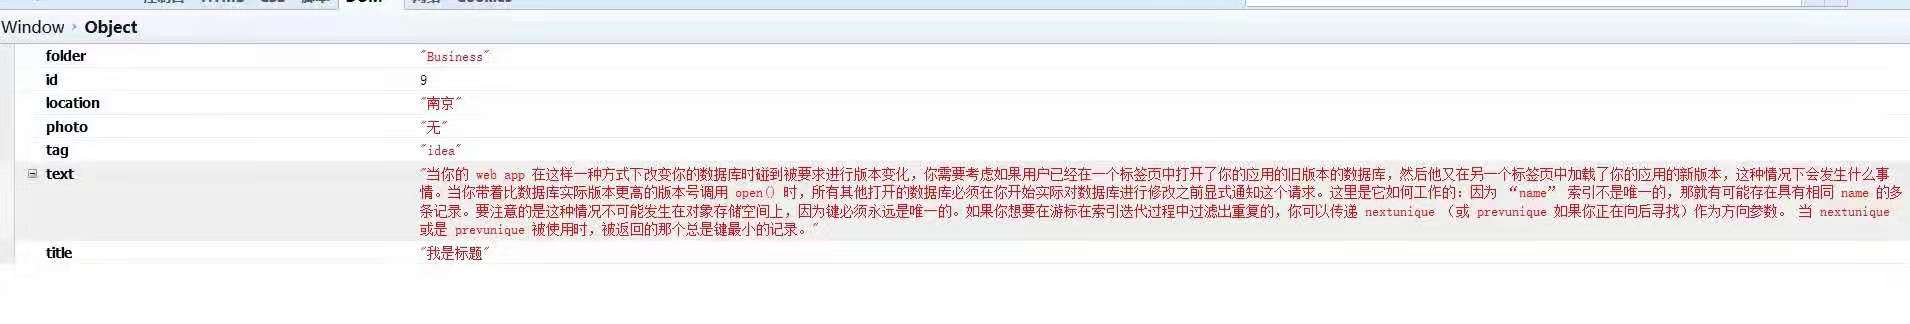 Window › Object
folder "Business"
id 9
location "南京"
photo "无"
tag "idea"
text "当你的 web app 在这样一种方式下改变你的数据库时碰到被要求进行版本变化，你需要考虑如果用户已经在一个标签页中打开了你的应用的旧版本的数据库，然后他又在另一个标签页中加载了你的应用的新版本，这种情况下会发生什么事
情。当你带着比数据库实际版本更高的版本号调用 open() 时，所有其他打开的数据库必须在你开始实际对数据库进行修改之前显式通知这个请求。这里是它如何工作的：因为 “name” 索引不是唯一的，那就有可能存在具有相同 name 的多
条记录。要注意的是这种情况不可能发生在对象存储空间上，因为键必须永远是唯一的。如果你想要在游标在索引迭代过程中过滤出重复的，你可以传递 nextunique （或 prevunique 如果你正在向后寻找）作为方向参数。 当 nextunique
或是 prevunique 被使用时，被返回的那个总是键最小的记录。"
title "我是标题"